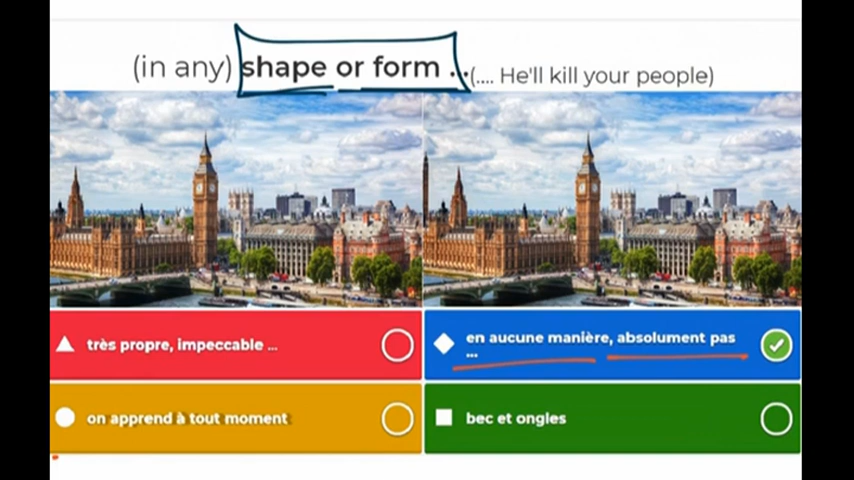 (in any) shape or form ... (.... He'll kill your people)
très propre, impeccable ...
en aucune manière, absolument pas
...
on apprend à tout moment
bec et ongles